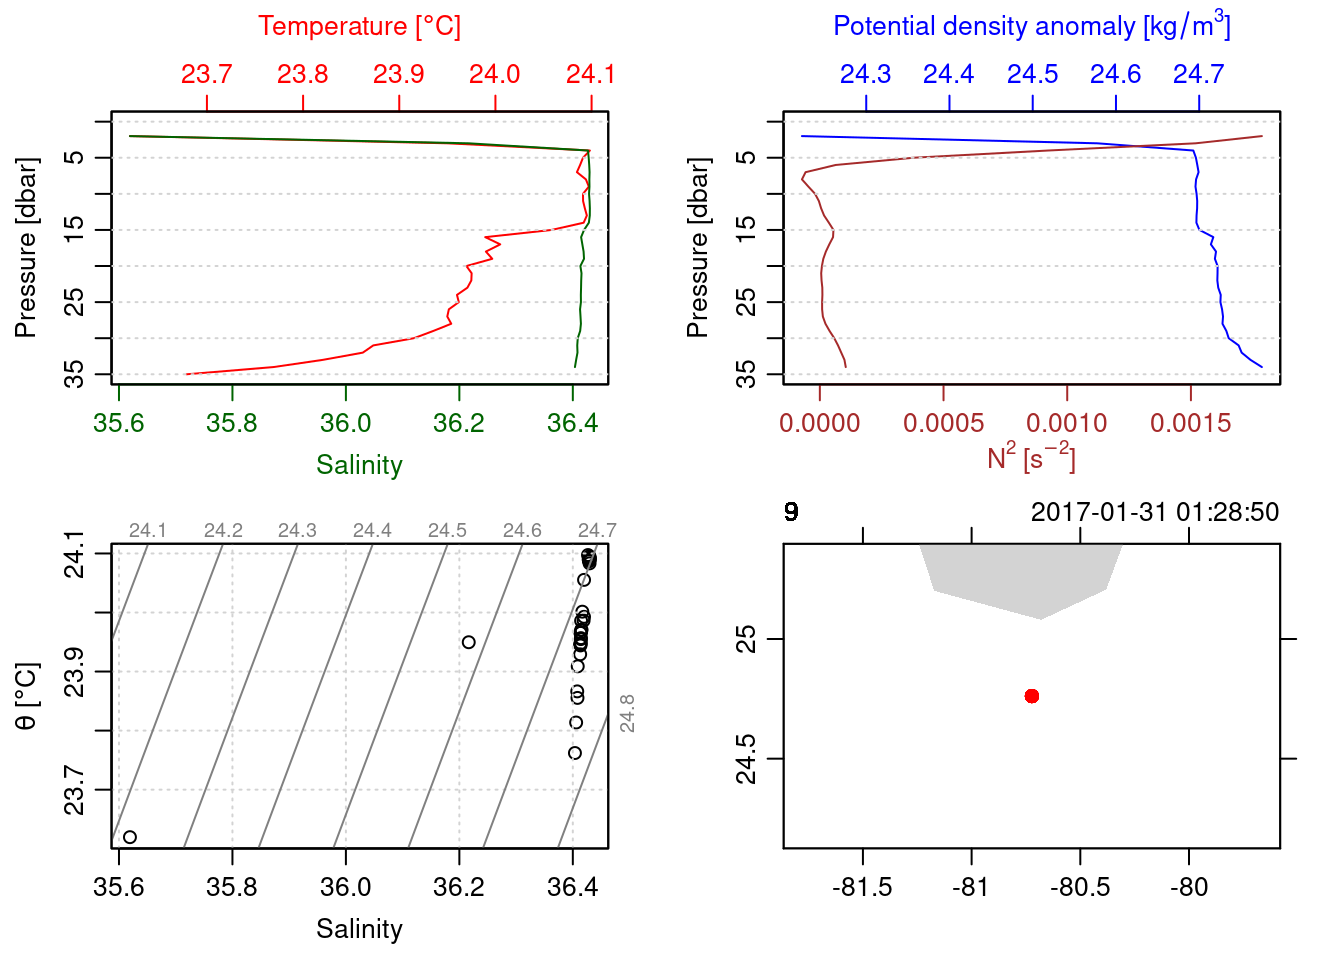 Temperature [°C]
23.7 23.8 23.9 24.0 24.1
Pressure [dbar]
5 15 25 35
35.6 35.8 36.0 36.2 36.4
Salinity
Potential density anomaly [kg/m³]
24.3 24.4 24.5 24.6 24.7
Pressure [dbar]
5 15 25 35
0.0000 0.0005 0.0010 0.0015
N² [s⁻²]
24.1 24.2 24.3 24.4 24.5 24.6 24.7
24.8
θ [°C]
24.1 23.9 23.7
35.6 35.8 36.0 36.2 36.4
Salinity
2017-01-31 01:28:50
25 24.5
-81.5 -81 -80.5 -80